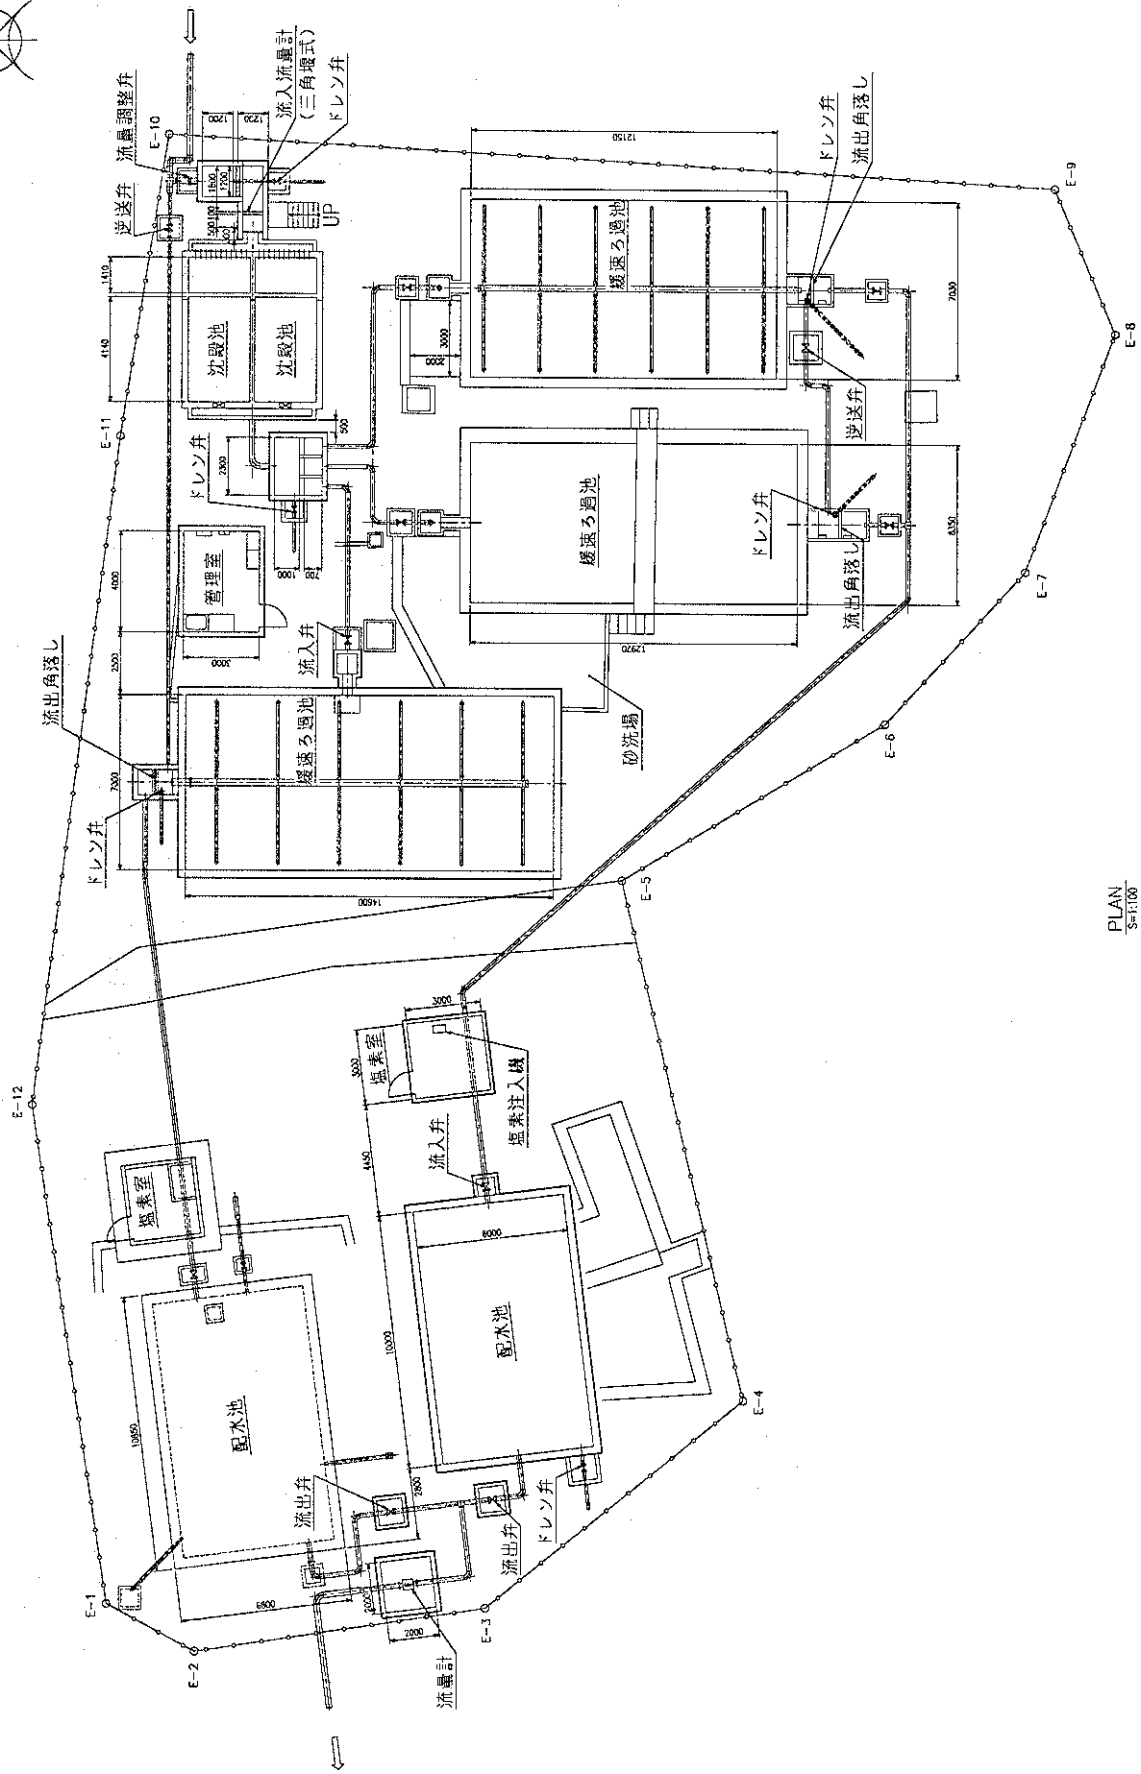 E-10
流量調整弁
逆送弁
1200
1230
1600
1200
流入流量計
(三角堰式)
ドレン弁
UP
1410
4140
沈殿池
沈殿池
500
E-11
ドレン弁
2300
1000
管理室
4000
3000
2500
流入弁
流出角落し
ドレン弁
7000
緩速ろ過池
14600
砂洗場
緩速ろ過池
12970
8350
ドレン弁
流出角落し
緩速ろ過池
12150
7030
3000
ドレン弁
流出角落し
逆送弁
E-9
E-8
E-7
E-6
E-5
E-12
塩素室
塩素室
3000
3000
塩素注入機
4450
流入弁
8000
10000
配水池
配水池
10850
2800
流出弁
流出弁
ドレン弁
2000
2000
流量計
E-1
E-2
E-3
E-4
PLAN
S=1:100